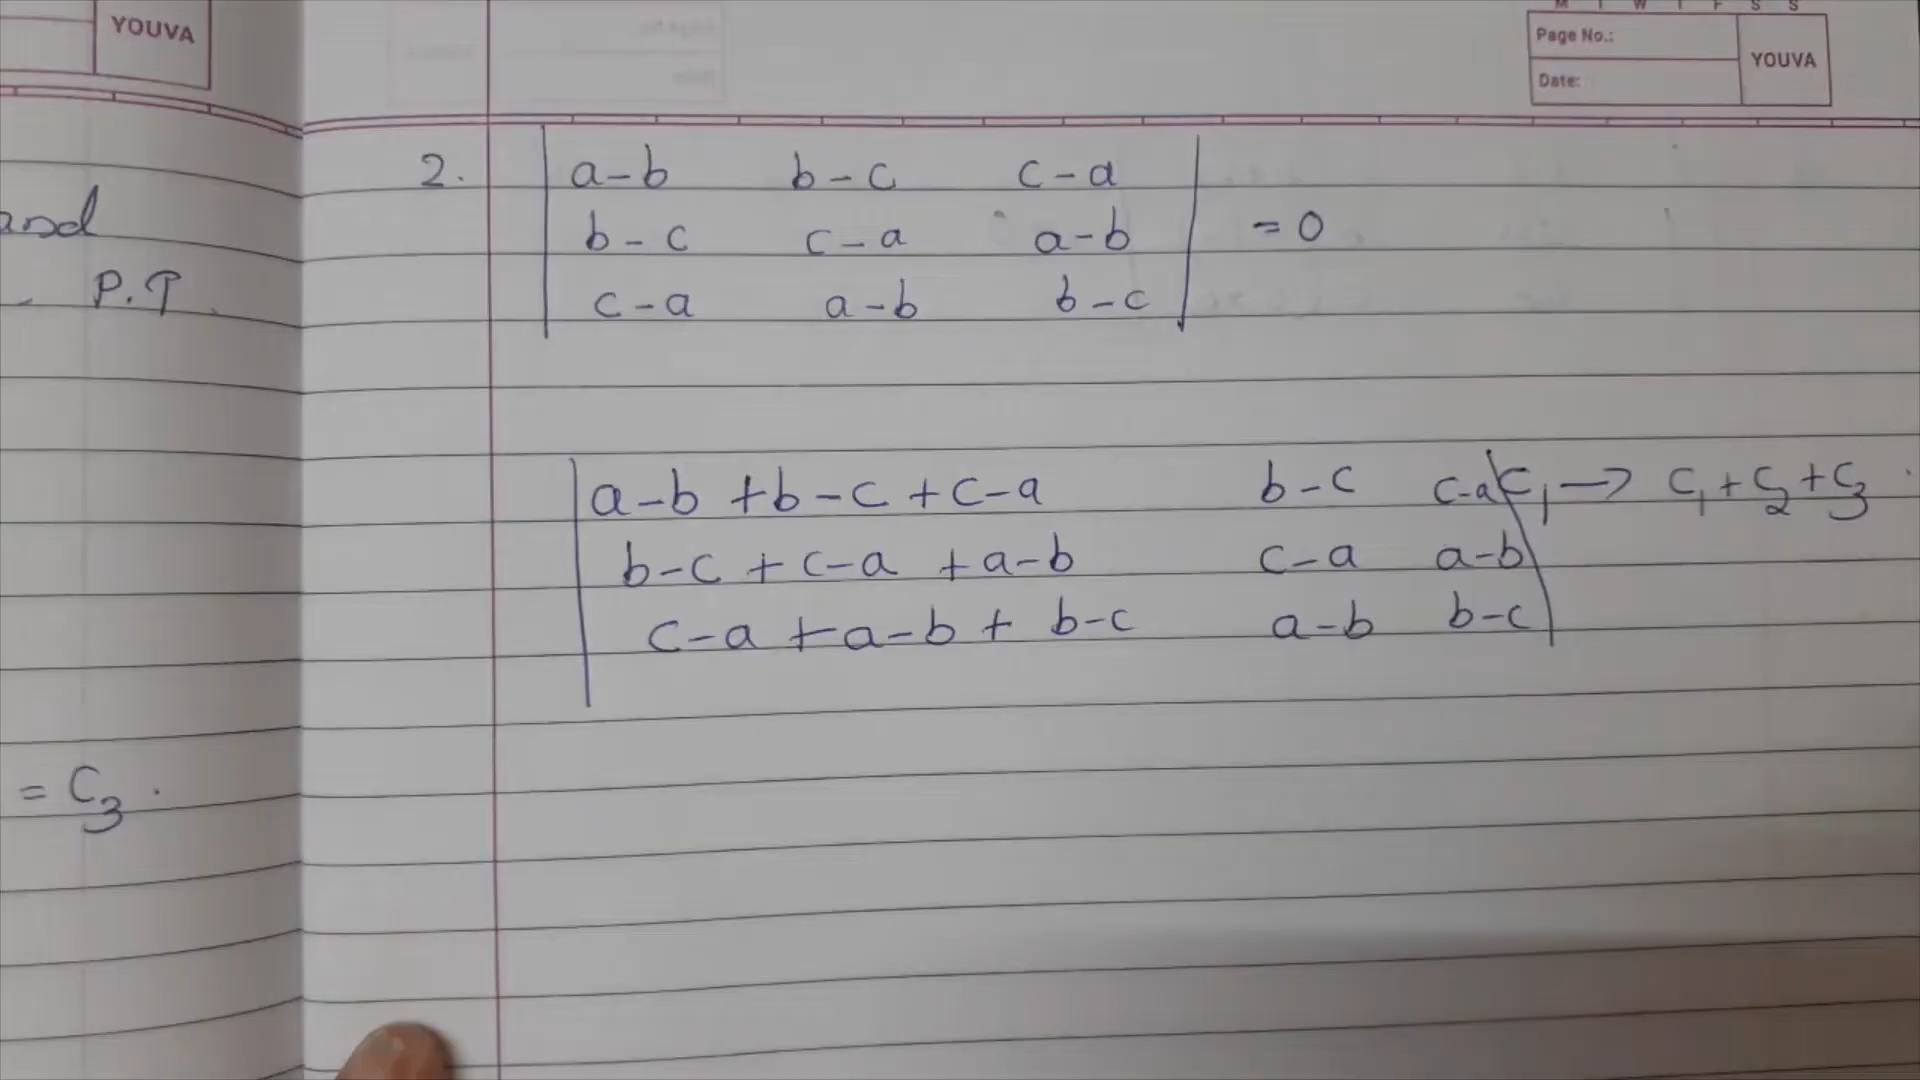 YOUVA
M T W T F S S
Page No.:
YOUVA
Date:
and
P.T.
= C₃.
2. | a-b b-c c-a |
| b-c c-a a-b | = 0
| c-a a-b b-c |
| a-b +b-c +c-a b-c c-a | C₁ → C₁ + C₂ + C₃.
| b-c + c-a +a-b c-a a-b |
| c-a +a-b + b-c a-b b-c |